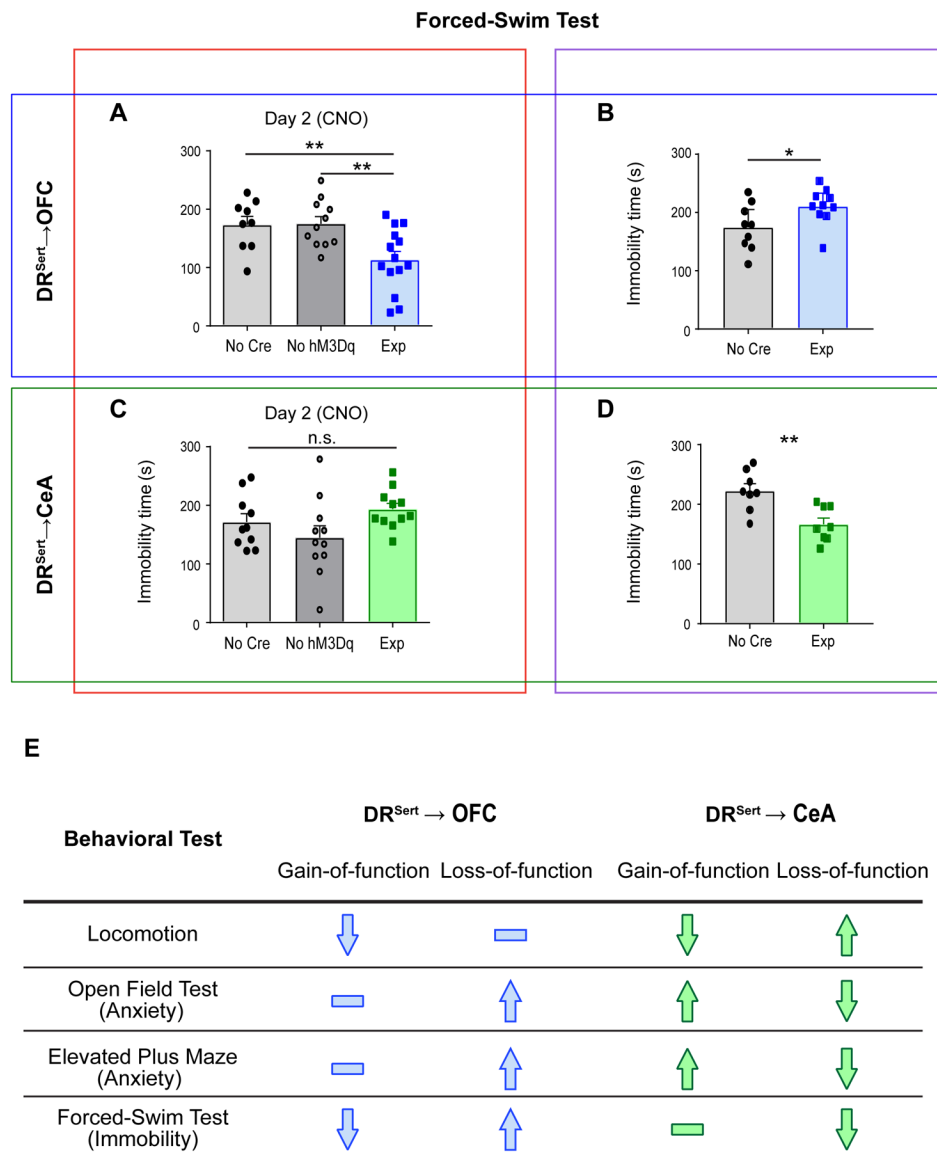 Forced-Swim Test
A
Day 2 (CNO)
**
**
300
200
100
0
No Cre
No hM3Dq
Exp
DRSert→OFC
B
*
Immobility time (s)
300
200
100
0
No Cre
Exp
C
Day 2 (CNO)
n.s.
Immobility time (s)
300
200
100
0
No Cre
No hM3Dq
Exp
DRSert→CeA
D
**
Immobility time (s)
300
200
100
0
No Cre
Exp
E
Behavioral Test
DRSert → OFC
DRSert → CeA
Gain-of-function Loss-of-function Gain-of-function Loss-of-function
Locomotion
Open Field Test
(Anxiety)
Elevated Plus Maze
(Anxiety)
Forced-Swim Test
(Immobility)